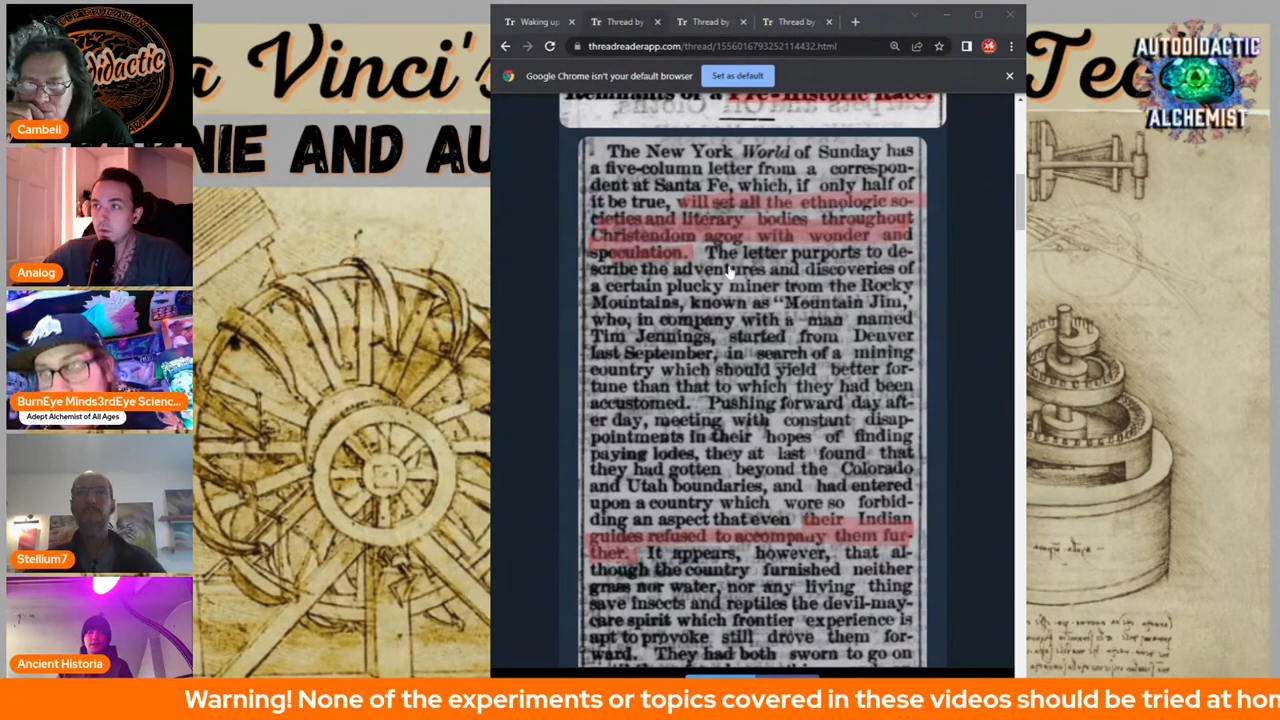 a Vinci's
Tec
NIE AND AU
didactic
AUTODIDACTIC
ALCHEMIST
Cambell
Analog
BurnEye Minds3rdEye Scienc...
Adept Alchemist of All Ages
Stellium7
Ancient Historia
Waking up
Thread by
Thread by
Thread by
threadreaderapp.com/thread/1556016793252114432.html
Google Chrome isn't your default browser
Set as default
Remnants of a Pre-Historic Race.
The New York World of Sunday has
a five-column letter from a correspon-
dent at Santa Fe, which, if only half of
it be true, will set all the ethnologic so-
cieties and literary bodies throughout
Christendom agog with wonder and
speculation. The letter purports to de-
scribe the adventures and discoveries of
a certain plucky miner from the Rocky
Mountains, known as "Mountain Jim,'
who, in company with a man named
Tim Jennings, started from Denver
last September, in search of a mining
country which should yield better for-
tune than that to which they had been
accustomed. Pushing forward day aft-
er day, meeting with constant disap-
pointments in their hopes of finding
paying lodes, they at last found that
they had gotten beyond the Colorado
and Utah boundaries, and had entered
upon a country which wore so forbid-
ding an aspect that even their Indian
guides refused to accompany them fur-
ther. It appears, however, that al-
though the country furnished neither
grass nor water, nor any living thing
save insects and reptiles the devil-may-
care spirit which frontier experience is
apt to provoke still drove them for-
ward. They had both sworn to go on
Warning! None of the experiments or topics covered in these videos should be tried at hom